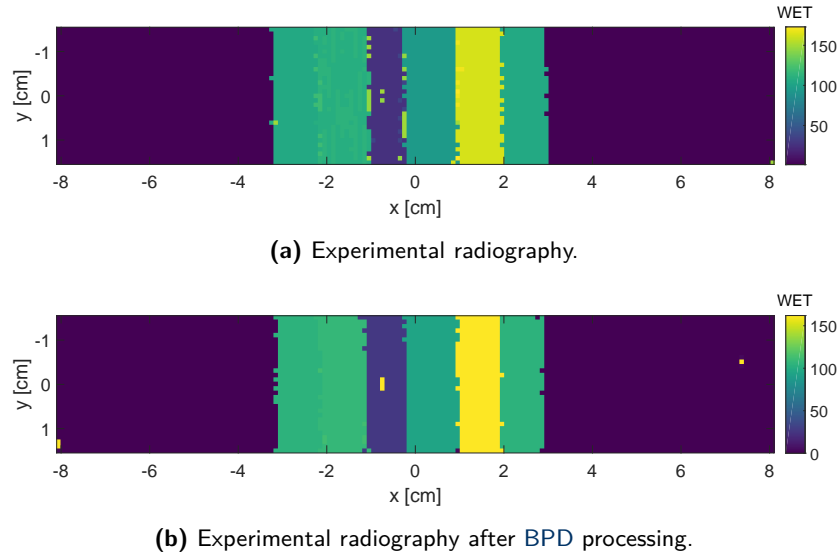 WET
-1
0
1
y [cm]
150
100
50
-8 -6 -4 -2 0 2 4 6 8
x [cm]
(a) Experimental radiography.
WET
-1
0
1
y [cm]
150
100
50
0
-8 -6 -4 -2 0 2 4 6 8
x [cm]
(b) Experimental radiography after BPD processing.